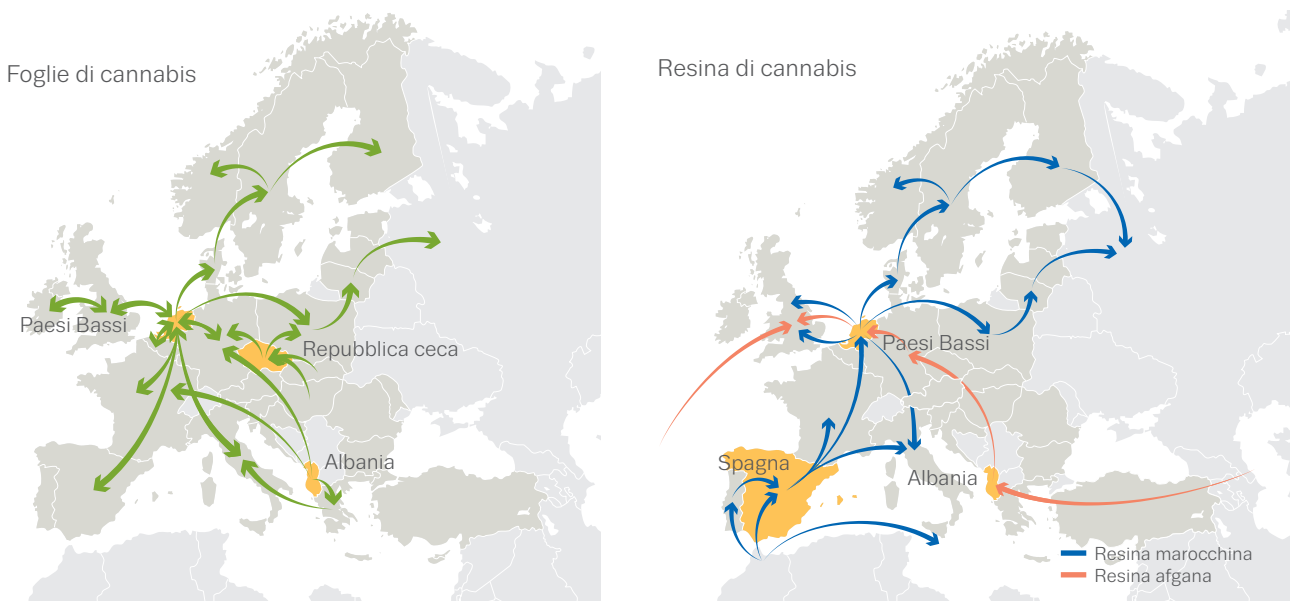 Foglie di cannabis
Paesi Bassi
Repubblica ceca
Albania
Resina di cannabis
Paesi Bassi
Spagna
Albania
Resina marocchina
Resina afgana